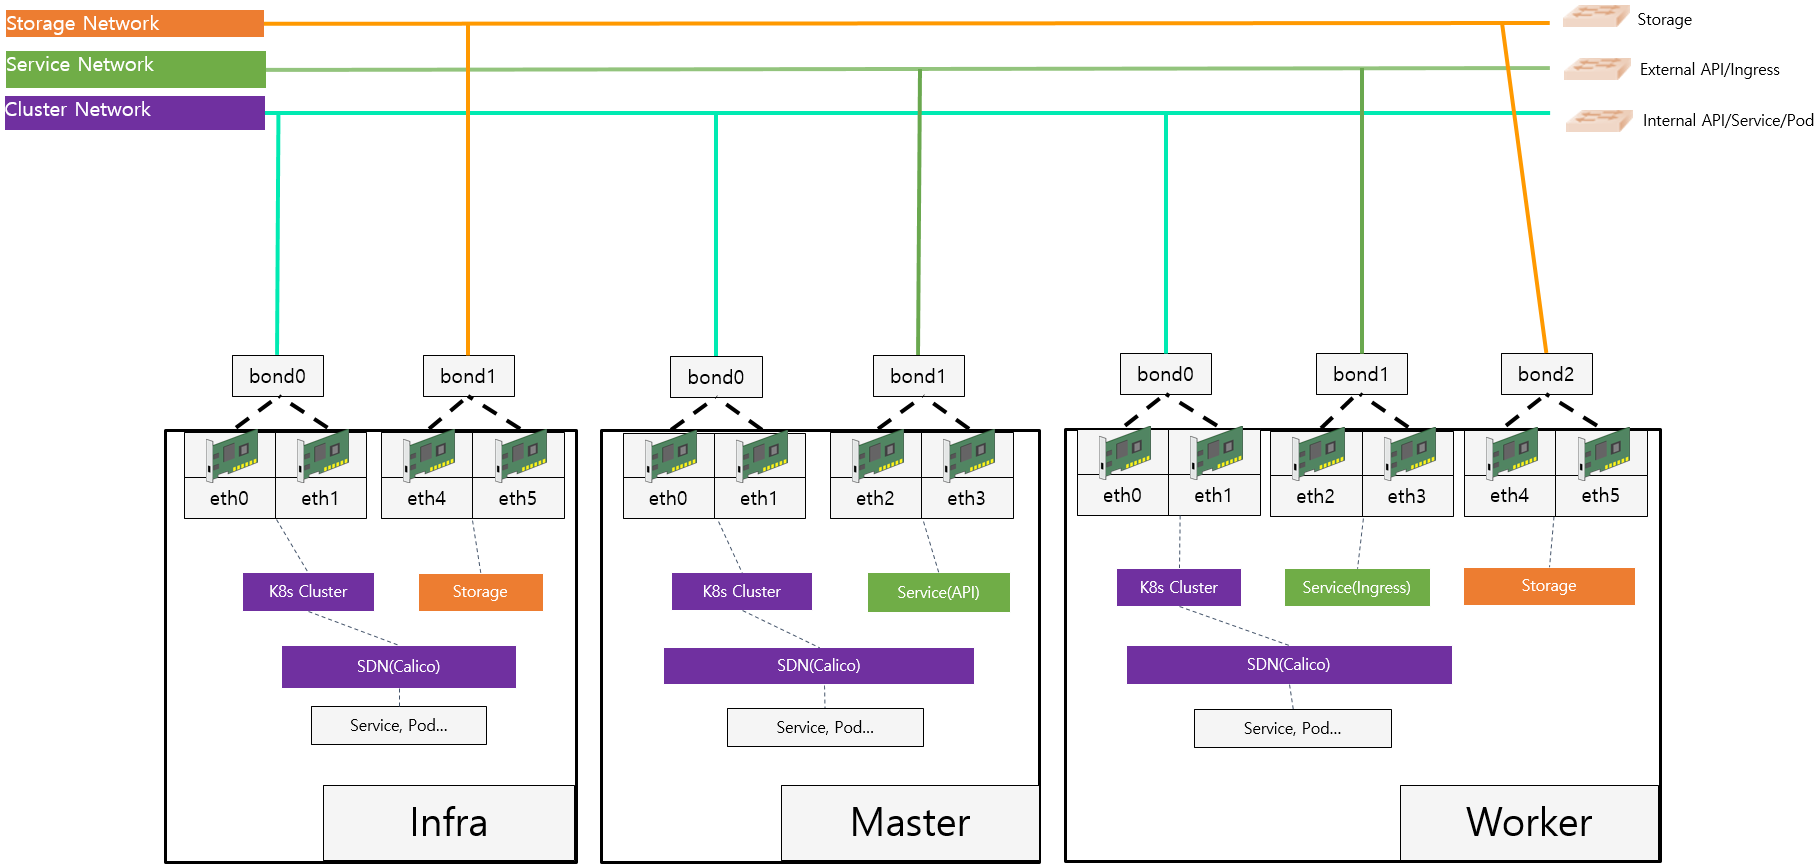 Storage Network
Storage
Service Network
External API/Ingress
Cluster Network
Internal API/Service/Pod
bond0
bond1
bond0
bond1
bond0
bond1
bond2
eth0
eth1
eth4
eth5
eth0
eth1
eth2
eth3
eth0
eth1
eth2
eth3
eth4
eth5
K8s Cluster
Storage
K8s Cluster
Service(API)
K8s Cluster
Service(Ingress)
Storage
SDN(Calico)
SDN(Calico)
SDN(Calico)
Service, Pod...
Service, Pod...
Service, Pod...
Infra
Master
Worker